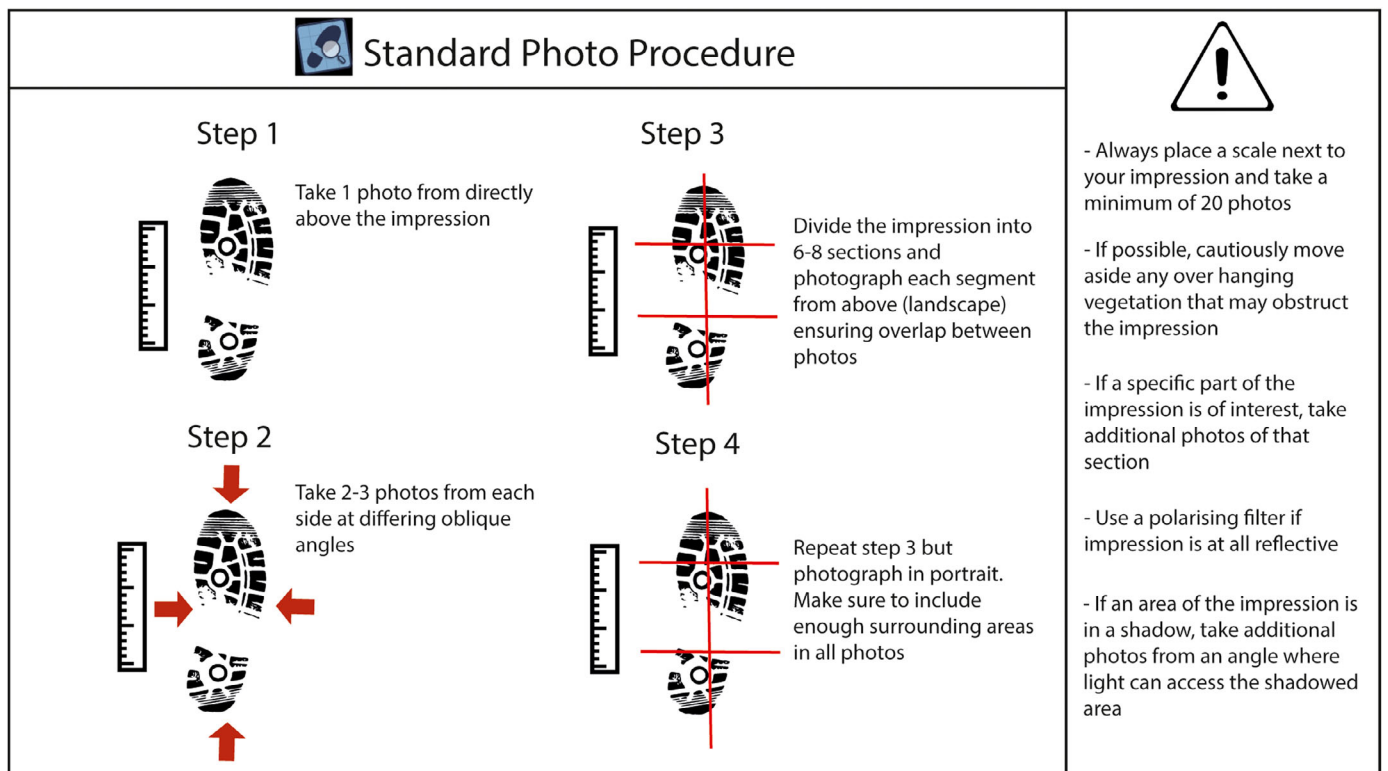 Standard Photo Procedure
Step 1
Take 1 photo from directly
above the impression
Step 2
Take 2-3 photos from each
side at differing oblique
angles
Step 3
Divide the impression into
6-8 sections and
photograph each segment
from above (landscape)
ensuring overlap between
photos
Step 4
Repeat step 3 but
photograph in portrait.
Make sure to include
enough surrounding areas
in all photos
!
- Always place a scale next to
your impression and take a
minimum of 20 photos
- If possible, cautiously move
aside any over hanging
vegetation that may obstruct
the impression
- If a specific part of the
impression is of interest, take
additional photos of that
section
- Use a polarising filter if
impression is at all reflective
- If an area of the impression is
in a shadow, take additional
photos from an angle where
light can access the shadowed
area